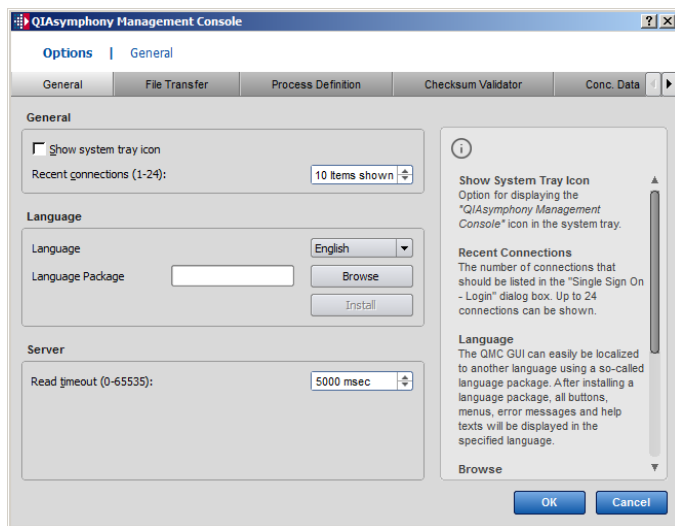 QIAsymphony Management Console
Options | General
General
File Transfer
Process Definition
Checksum Validator
Conc. Data
General
Show system tray icon
Recent connections (1-24):
10 Items shown
Language
Language
English
Language Package
Browse
Install
Server
Read timeout (0-65535):
5000 msec
Show System Tray Icon
Option for displaying the
"QIAsymphony Management
Console" icon in the system tray.
Recent Connections
The number of connections that
should be listed in the "Single Sign On
- Login" dialog box. Up to 24
connections can be shown.
Language
The QMC GUI can easily be localized
to another language using a so-called
language package. After installing a
language package, all buttons,
menus, error messages and help
texts will be displayed in the
specified language.
Browse
OK
Cancel